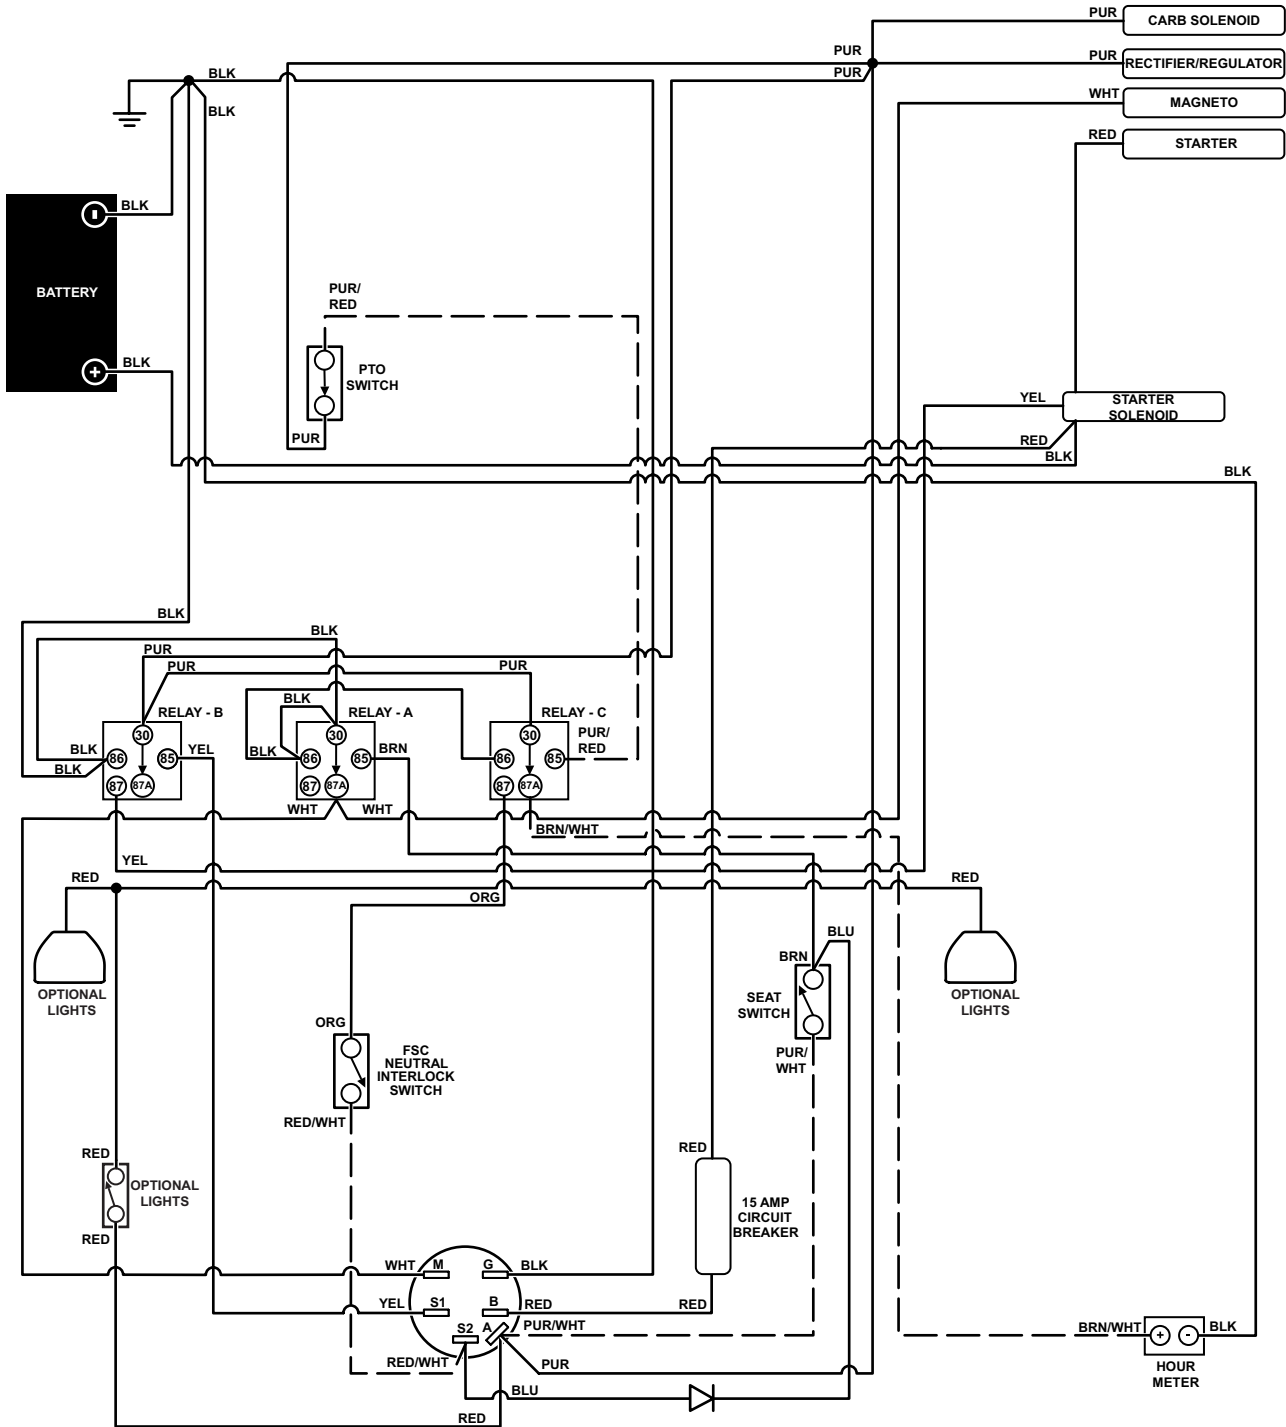 PUR
CARB SOLENOID
PUR
PUR
RECTIFIER/REGULATOR
BLK
PUR
WHT
MAGNETO
BLK
RED
STARTER
BLK
BATTERY
PUR/
RED
BLK
PTO
SWITCH
YEL
STARTER
SOLENOID
PUR
RED
BLK
BLK
BLK
BLK
PUR
PUR
PUR
BLK
RELAY - B
RELAY - A
RELAY - C
30
30
30
PUR/
RED
BLK
86
85
YEL
BLK
86
85
BRN
86
85
BLK
87
87A
87
87A
87
87A
WHT
WHT
BRN/WHT
YEL
RED
RED
ORG
BLU
BRN
OPTIONAL
LIGHTS
SEAT
SWITCH
OPTIONAL
LIGHTS
ORG
FSC
NEUTRAL
INTERLOCK
SWITCH
PUR/
WHT
RED/WHT
RED
RED
OPTIONAL
LIGHTS
15 AMP
CIRCUIT
BREAKER
RED
WHT
M
G
BLK
YEL
S1
B
RED
RED
S2
A
PUR/WHT
BRN/WHT
+
-
BLK
RED/WHT
PUR
HOUR
METER
BLU
RED